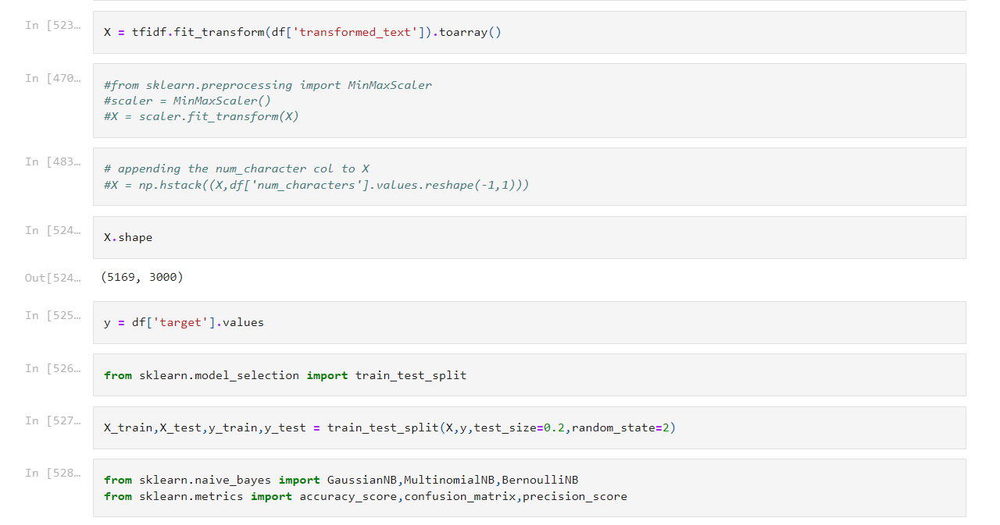 In [523…
X = tfidf.fit_transform(df['transformed_text']).toarray()
In [470…
#from sklearn.preprocessing import MinMaxScaler
#scaler = MinMaxScaler()
#X = scaler.fit_transform(X)
In [483…
# appending the num_character col to X
#X = np.hstack((X,df['num_characters'].values.reshape(-1,1)))
In [524…
X.shape
Out[524…
(5169, 3000)
In [525…
y = df['target'].values
In [526…
from sklearn.model_selection import train_test_split
In [527…
X_train,X_test,y_train,y_test = train_test_split(X,y,test_size=0.2,random_state=2)
In [528…
from sklearn.naive_bayes import GaussianNB,MultinomialNB,BernoulliNB
from sklearn.metrics import accuracy_score,confusion_matrix,precision_score